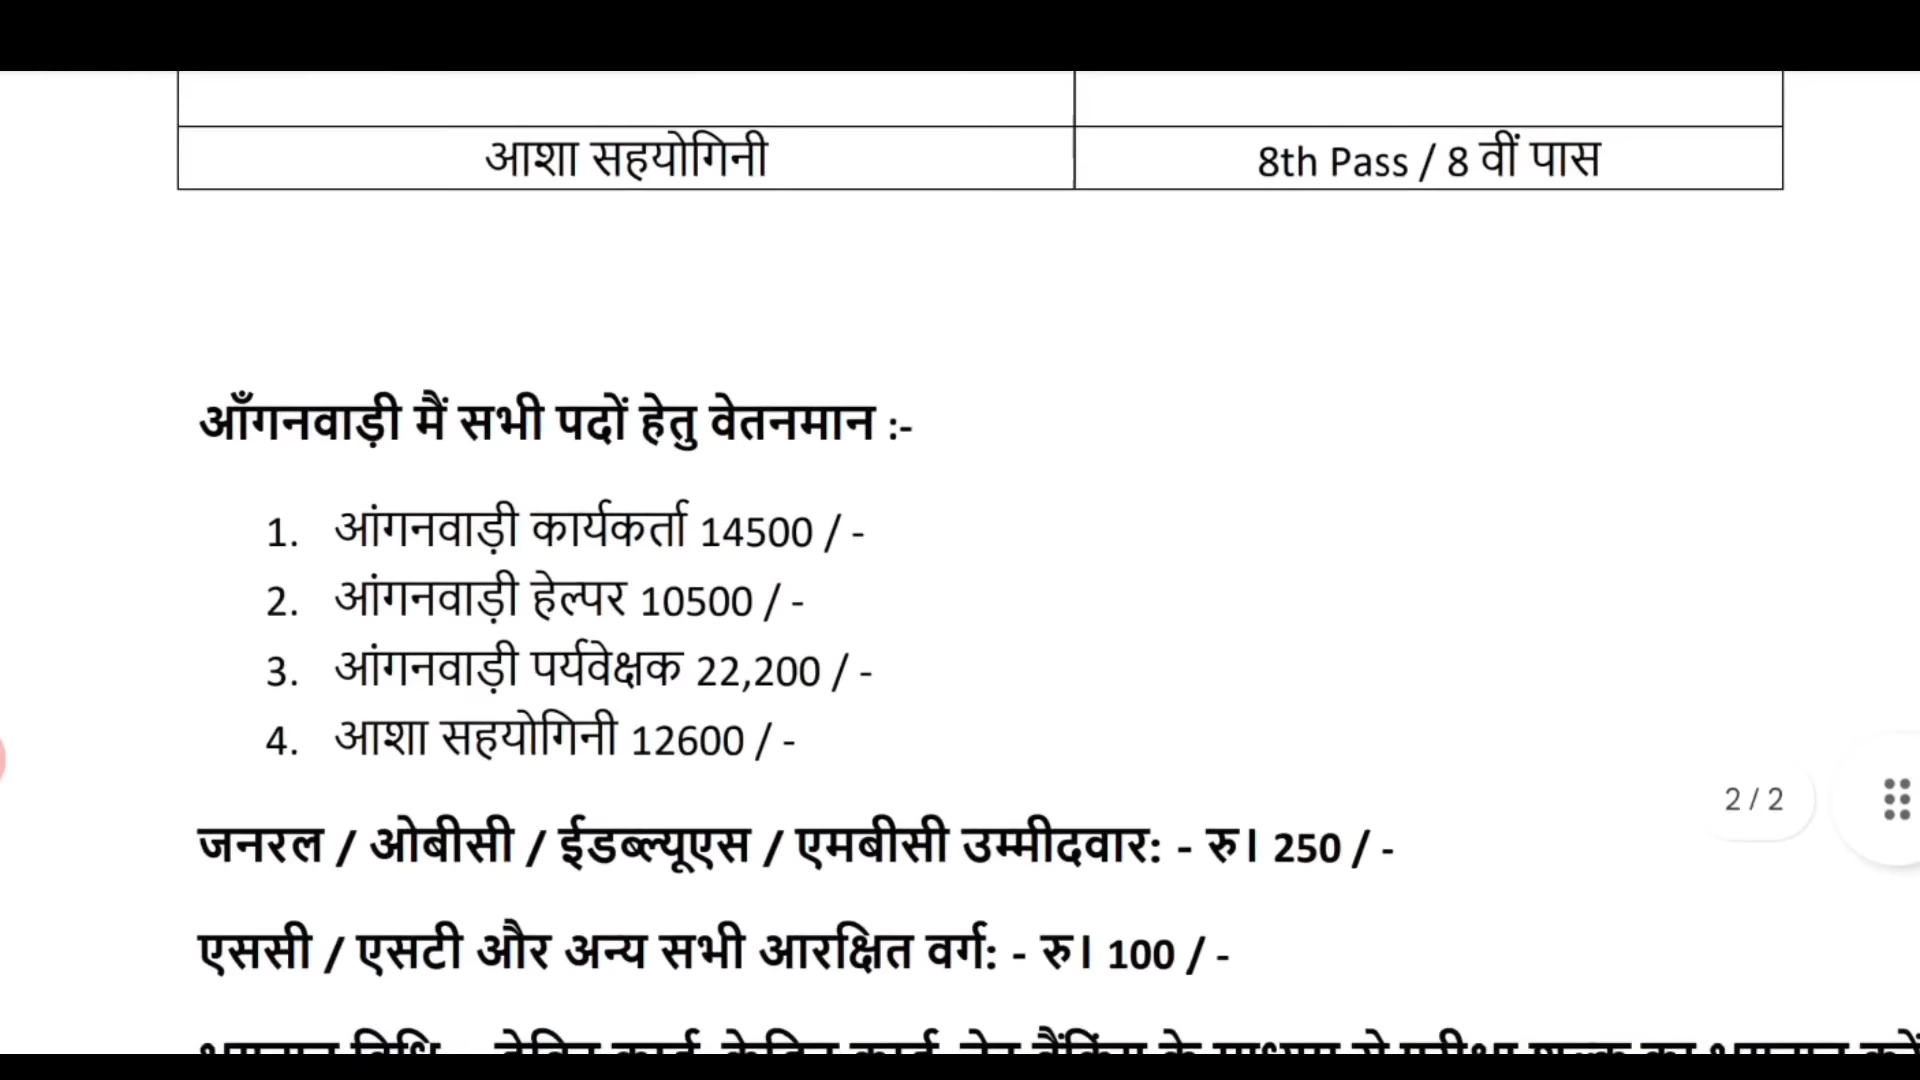 आशा सहयोगिनी 8th Pass / 8 वीं पास
आँगनवाड़ी मैं सभी पदों हेतु वेतनमान :-
1. आंगनवाड़ी कार्यकर्ता 14500 / -
2. आंगनवाड़ी हेल्पर 10500 / -
3. आंगनवाड़ी पर्यवेक्षक 22,200 / -
4. आशा सहयोगिनी 12600 / -
2 / 2
जनरल / ओबीसी / ईडब्ल्यूएस / एमबीसी उम्मीदवार: - रु। 250 / -
एससी / एसटी और अन्य सभी आरक्षित वर्ग: - रु। 100 / -